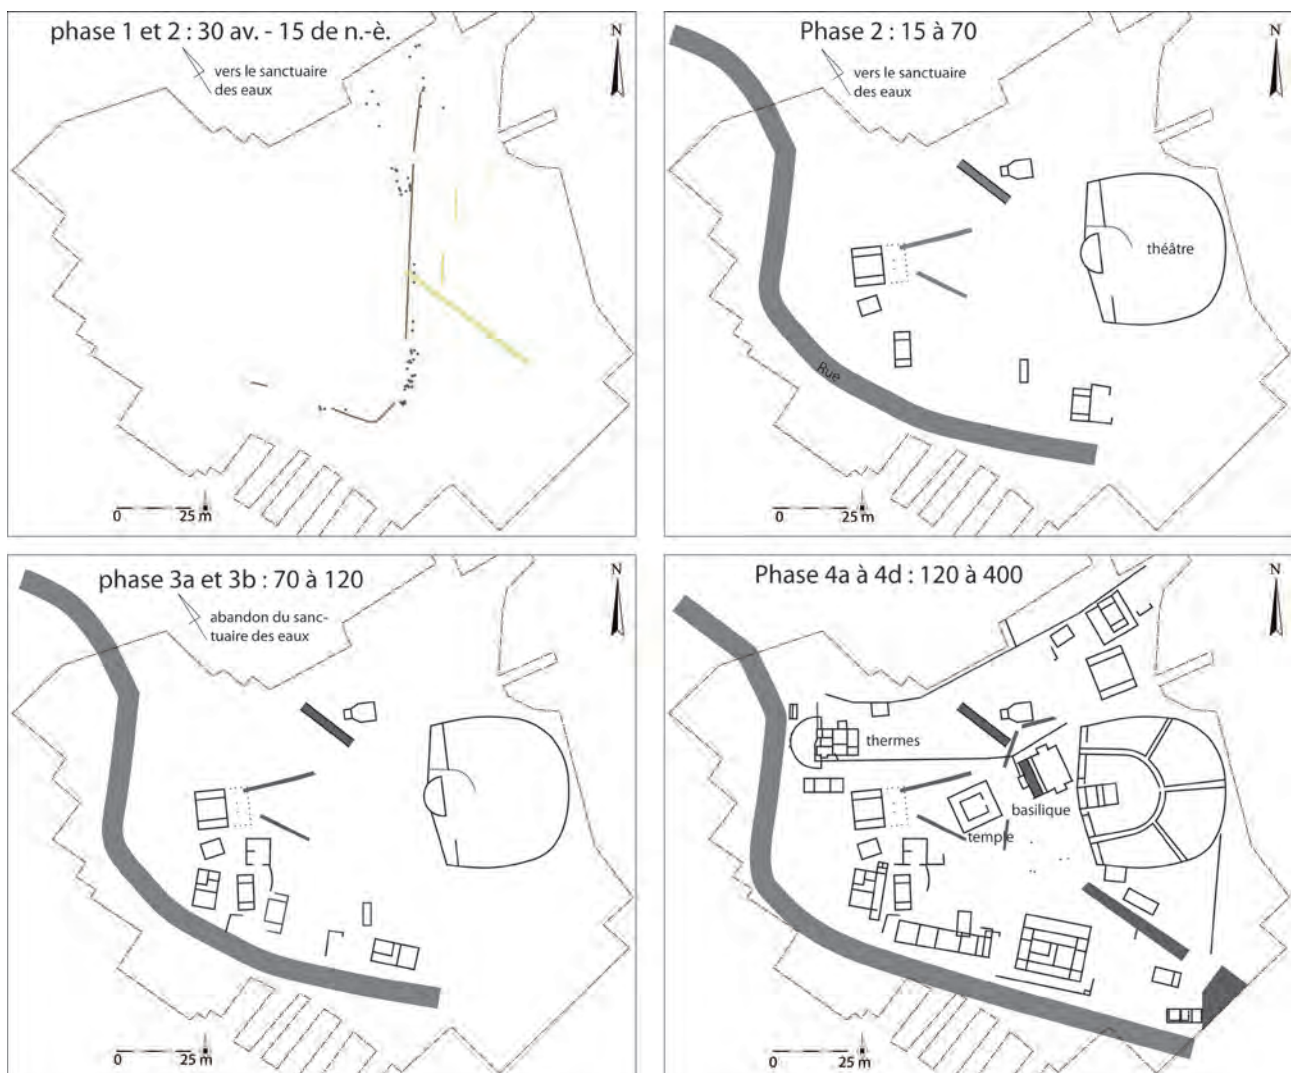 phase 1 et 2 : 30 av. - 15 de n.-è.
vers le sanctuaire
des eaux
N
0 25 m
Phase 2 : 15 à 70
vers le sanctuaire
des eaux
N
théâtre
Rue
0 25 m
phase 3a et 3b : 70 à 120
abandon du sanc-
tuaire des eaux
N
0 25 m
Phase 4a à 4d : 120 à 400
N
thermes
basilique
temple
0 25 m